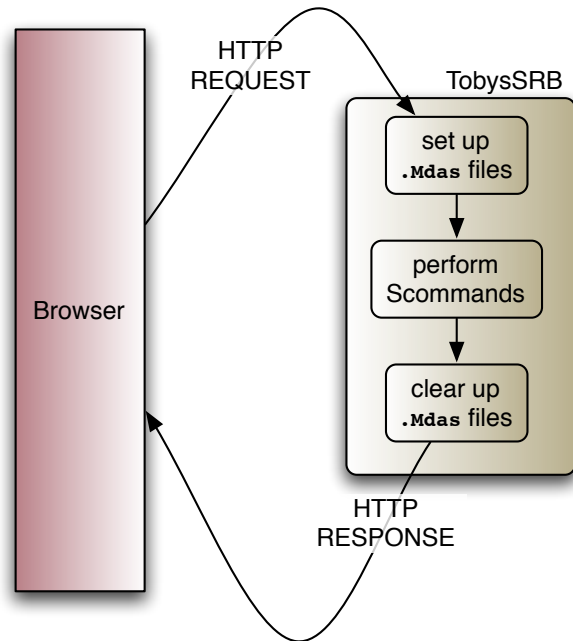 HTTP
REQUEST
TobysSRB
set up
.Mdas files
perform
Scommands
Browser
clear up
.Mdas files
HTTP
RESPONSE